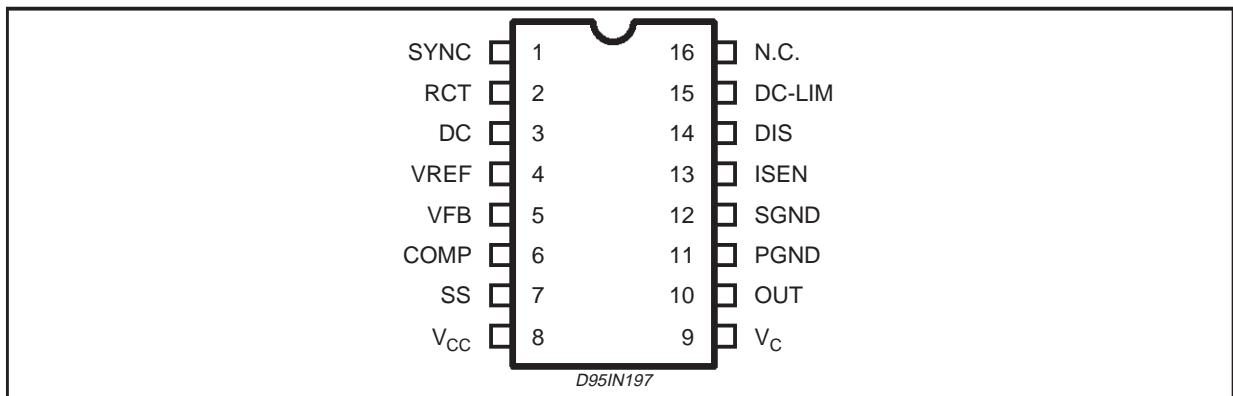 SYNC 1 16 N.C.
RCT 2 15 DC-LIM
DC 3 14 DIS
VREF 4 13 ISEN
VFB 5 12 SGND
COMP 6 11 PGND
SS 7 10 OUT
VCC 8 9 VC
D95IN197